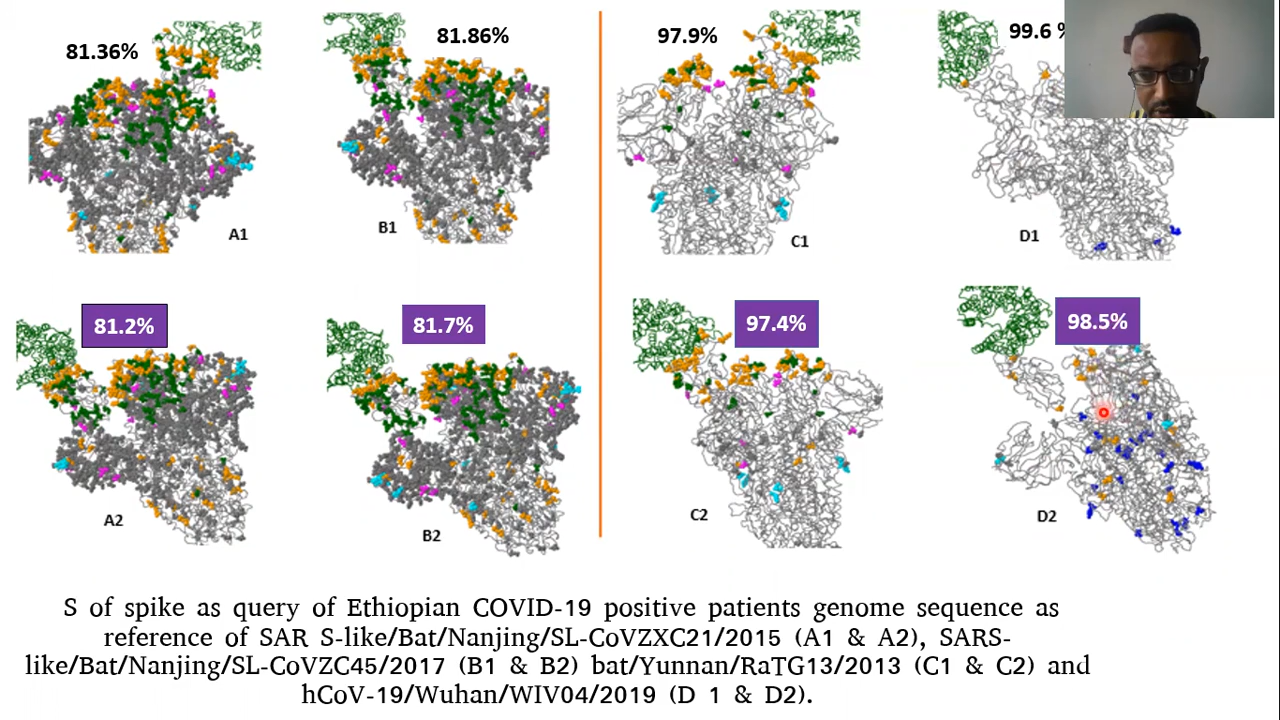 81.36%
81.86%
97.9%
99.6 %
A1
B1
C1
D1
81.2%
81.7%
97.4%
98.5%
A2
B2
C2
D2
S of spike as query of Ethiopian COVID-19 positive patients genome sequence as
reference of SAR S-like/Bat/Nanjing/SL-CoVZXC21/2015 (A1 & A2), SARS-
like/Bat/Nanjing/SL-CoVZC45/2017 (B1 & B2) bat/Yunnan/RaTG13/2013 (C1 & C2) and
hCoV-19/Wuhan/WIV04/2019 (D 1 & D2).